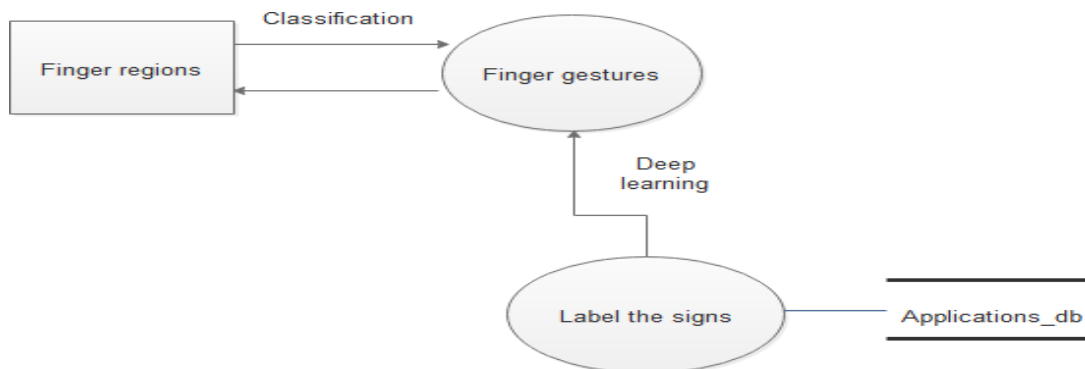 Classification
Finger regions
Finger gestures
Deep
learning
Label the signs
Applications_db